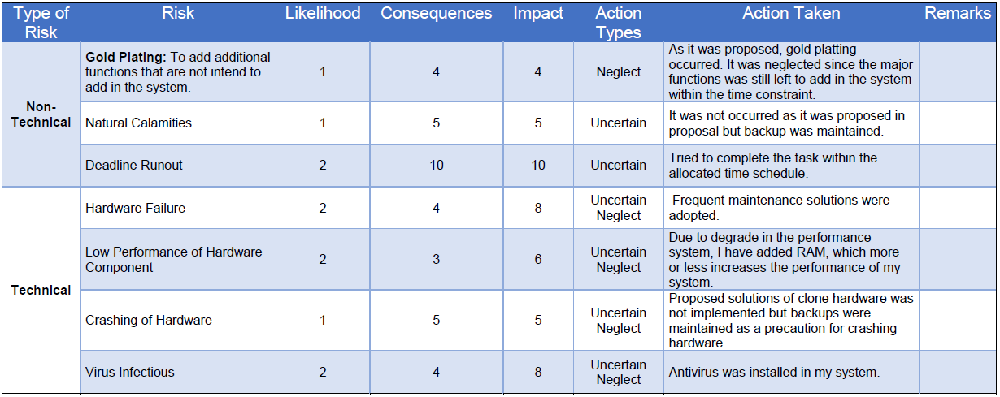 Type of Risk Risk Likelihood Consequences Impact Action Types Action Taken Remarks
Non-Technical
Gold Plating: To add additional
functions that are not intend to
add in the system.
1
4
4
Neglect
As it was proposed, gold platting
occurred. It was neglected since the major
functions was still left to add in the system
within the time constraint.
Natural Calamities
1
5
5
Uncertain
It was not occurred as it was proposed in
proposal but backup was maintained.
Deadline Runout
2
10
10
Uncertain
Tried to complete the task within the
allocated time schedule.
Technical
Hardware Failure
2
4
8
Uncertain
Neglect
Frequent maintenance solutions were
adopted.
Low Performance of Hardware
Component
2
3
6
Uncertain
Neglect
Due to degrade in the performance
system, I have added RAM, which more
or less increases the performance of my
system.
Crashing of Hardware
1
5
5
Uncertain
Neglect
Proposed solutions of clone hardware was
not implemented but backups were
maintained as a precaution for crashing
hardware.
Virus Infectious
2
4
8
Uncertain
Neglect
Antivirus was installed in my system.